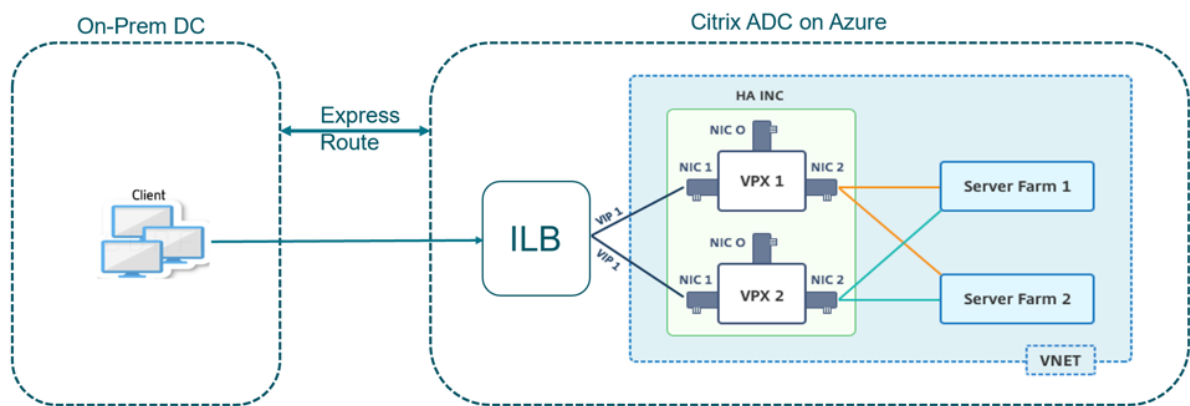 On-Prem DC
Citrix ADC on Azure
Express
Route
Client
ILB
VIP 1
VIP 1
HA INC
NIC O
NIC 1
VPX 1
NIC 2
NIC O
NIC 1
VPX 2
NIC 2
Server Farm 1
Server Farm 2
VNET